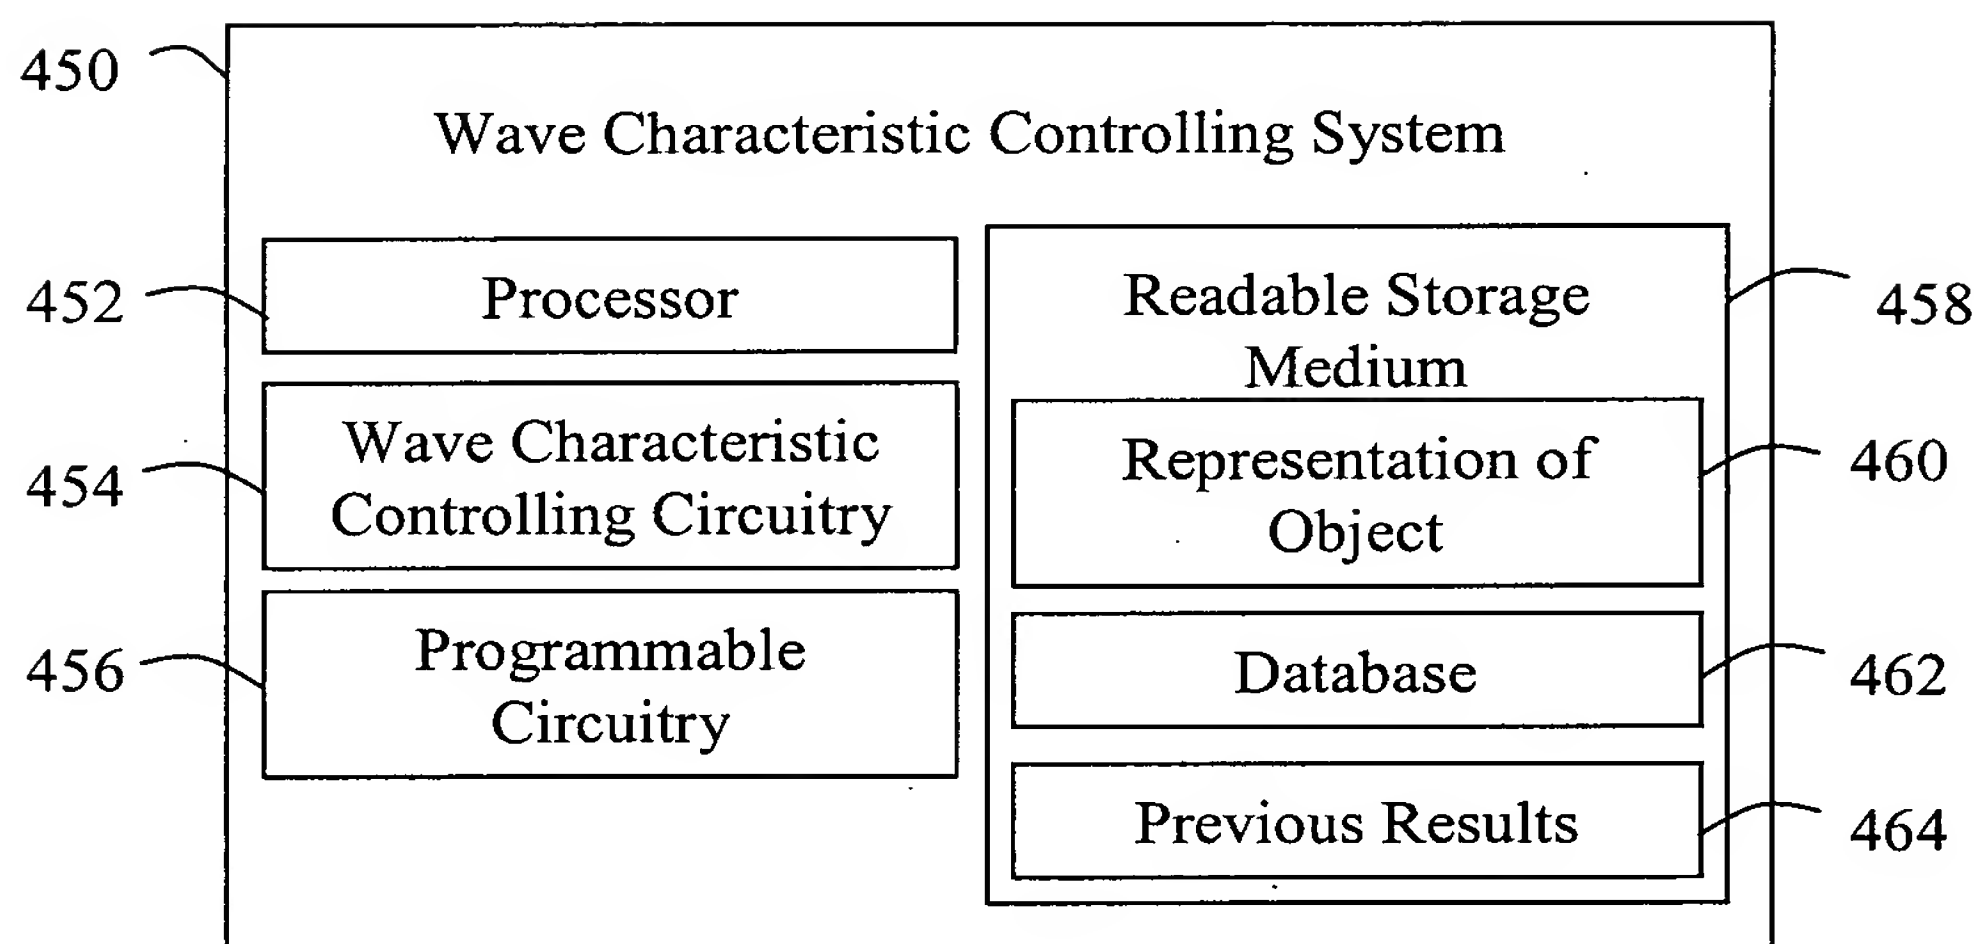 450
Wave Characteristic Controlling System
452
Processor
454
Wave Characteristic
Controlling Circuitry
456
Programmable
Circuitry
Readable Storage
Medium
458
Representation of
Object
460
Database
462
Previous Results
464